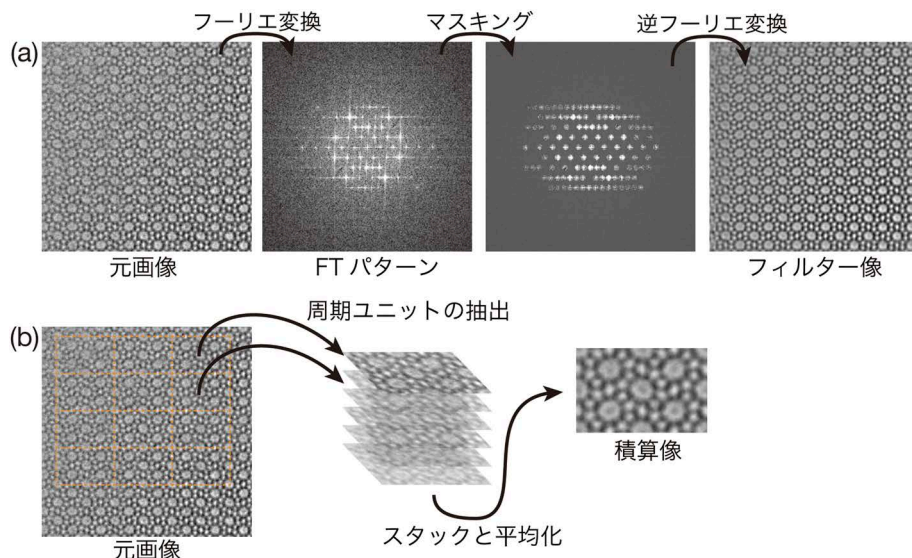 フーリエ変換
マスキング
逆フーリエ変換
(a)
元画像
FT パターン
フィルター像
周期ユニットの抽出
(b)
積算像
スタックと平均化
元画像